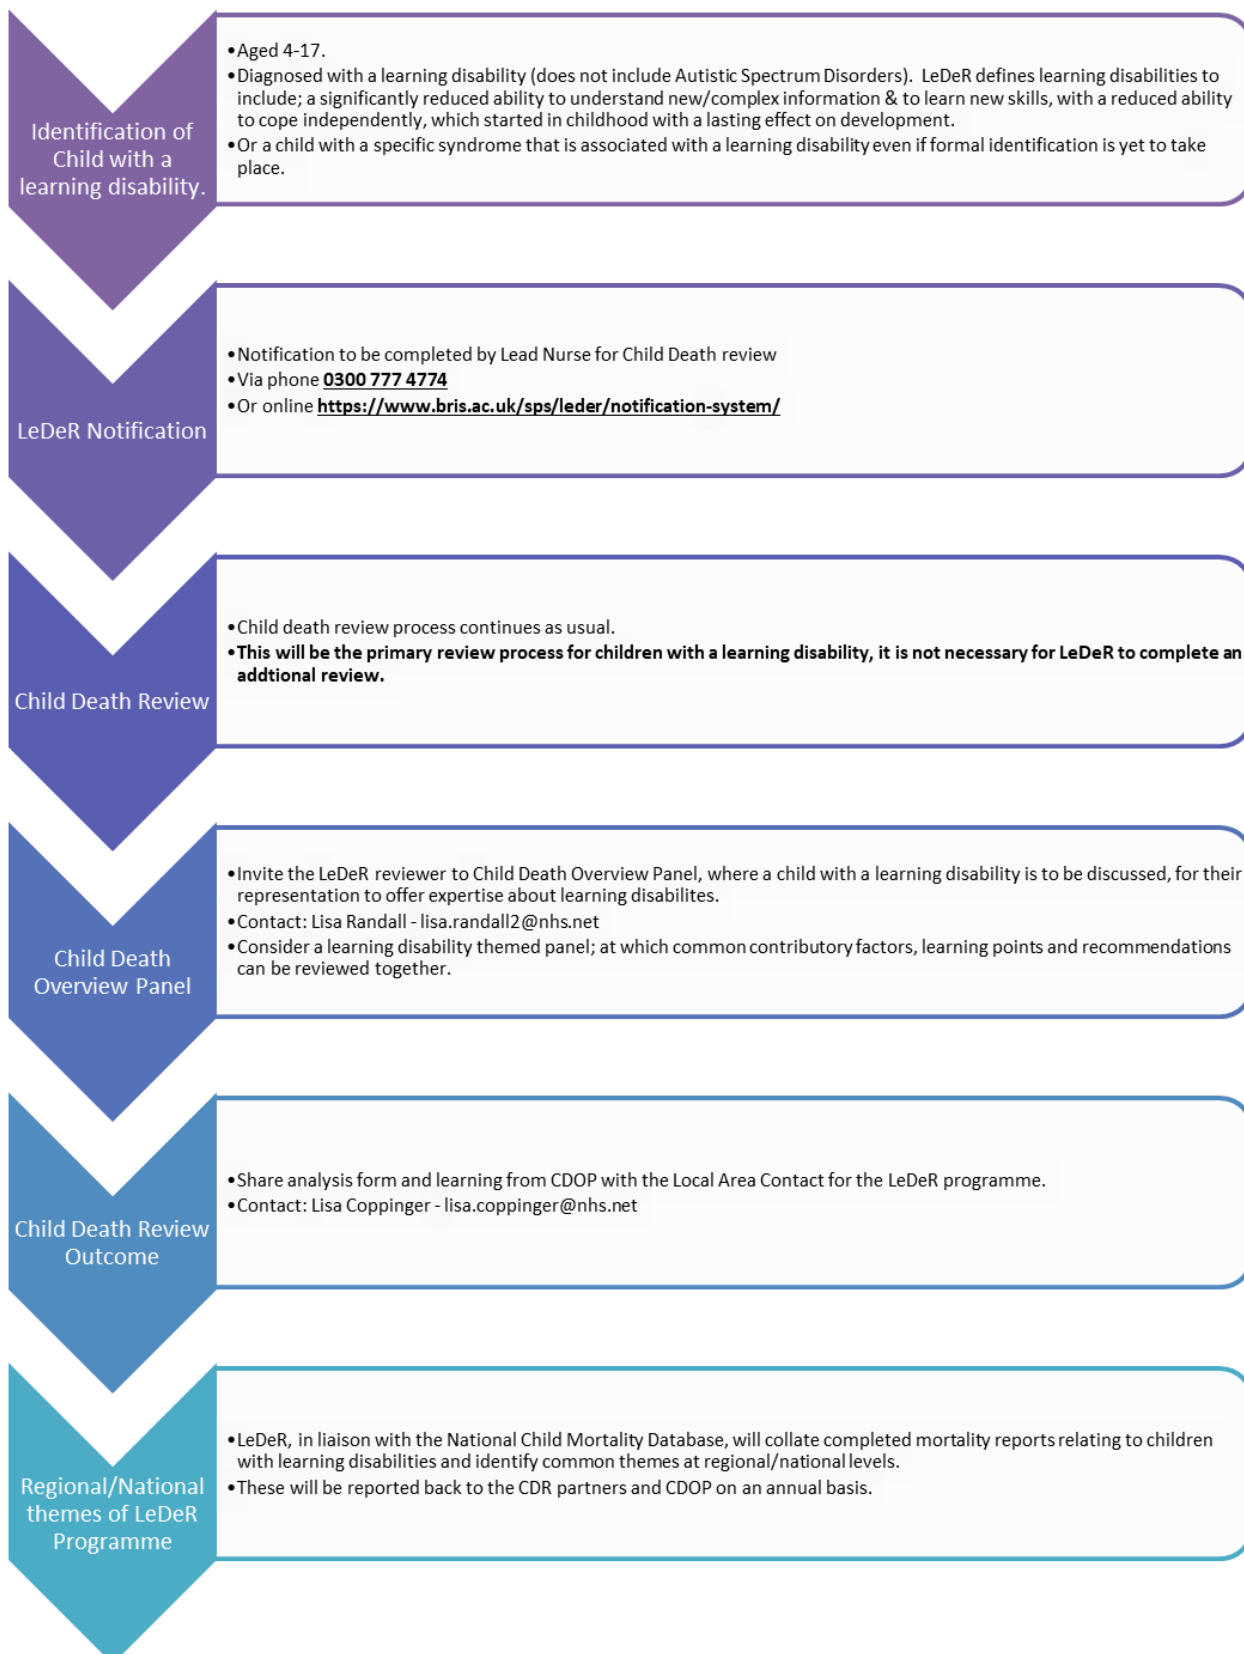 Identification of
Child with a
learning disability.
•Aged 4-17.
•Diagnosed with a learning disability (does not include Autistic Spectrum Disorders). LeDeR defines learning disabilities to
include; a significantly reduced ability to understand new/complex information & to learn new skills, with a reduced ability
to cope independently, which started in childhood with a lasting effect on development.
•Or a child with a specific syndrome that is associated with a learning disability even if formal identification is yet to take
place.
LeDeR Notification
•Notification to be completed by Lead Nurse for Child Death review
•Via phone 0300 777 4774
•Or online https://www.bris.ac.uk/sps/leder/notification-system/
Child Death Review
•Child death review process continues as usual.
•This will be the primary review process for children with a learning disability, it is not necessary for LeDeR to complete an
addtional review.
Child Death
Overview Panel
•Invite the LeDeR reviewer to Child Death Overview Panel, where a child with a learning disability is to be discussed, for their
representation to offer expertise about learning disabilites.
•Contact: Lisa Randall - lisa.randall2@nhs.net
•Consider a learning disability themed panel; at which common contributory factors, learning points and recommendations
can be reviewed together.
Child Death Review
Outcome
•Share analysis form and learning from CDOP with the Local Area Contact for the LeDeR programme.
•Contact: Lisa Coppinger - lisa.coppinger@nhs.net
Regional/National
themes of LeDeR
Programme
•LeDeR, in liaison with the National Child Mortality Database, will collate completed mortality reports relating to children
with learning disabilities and identify common themes at regional/national levels.
•These will be reported back to the CDR partners and CDOP on an annual basis.